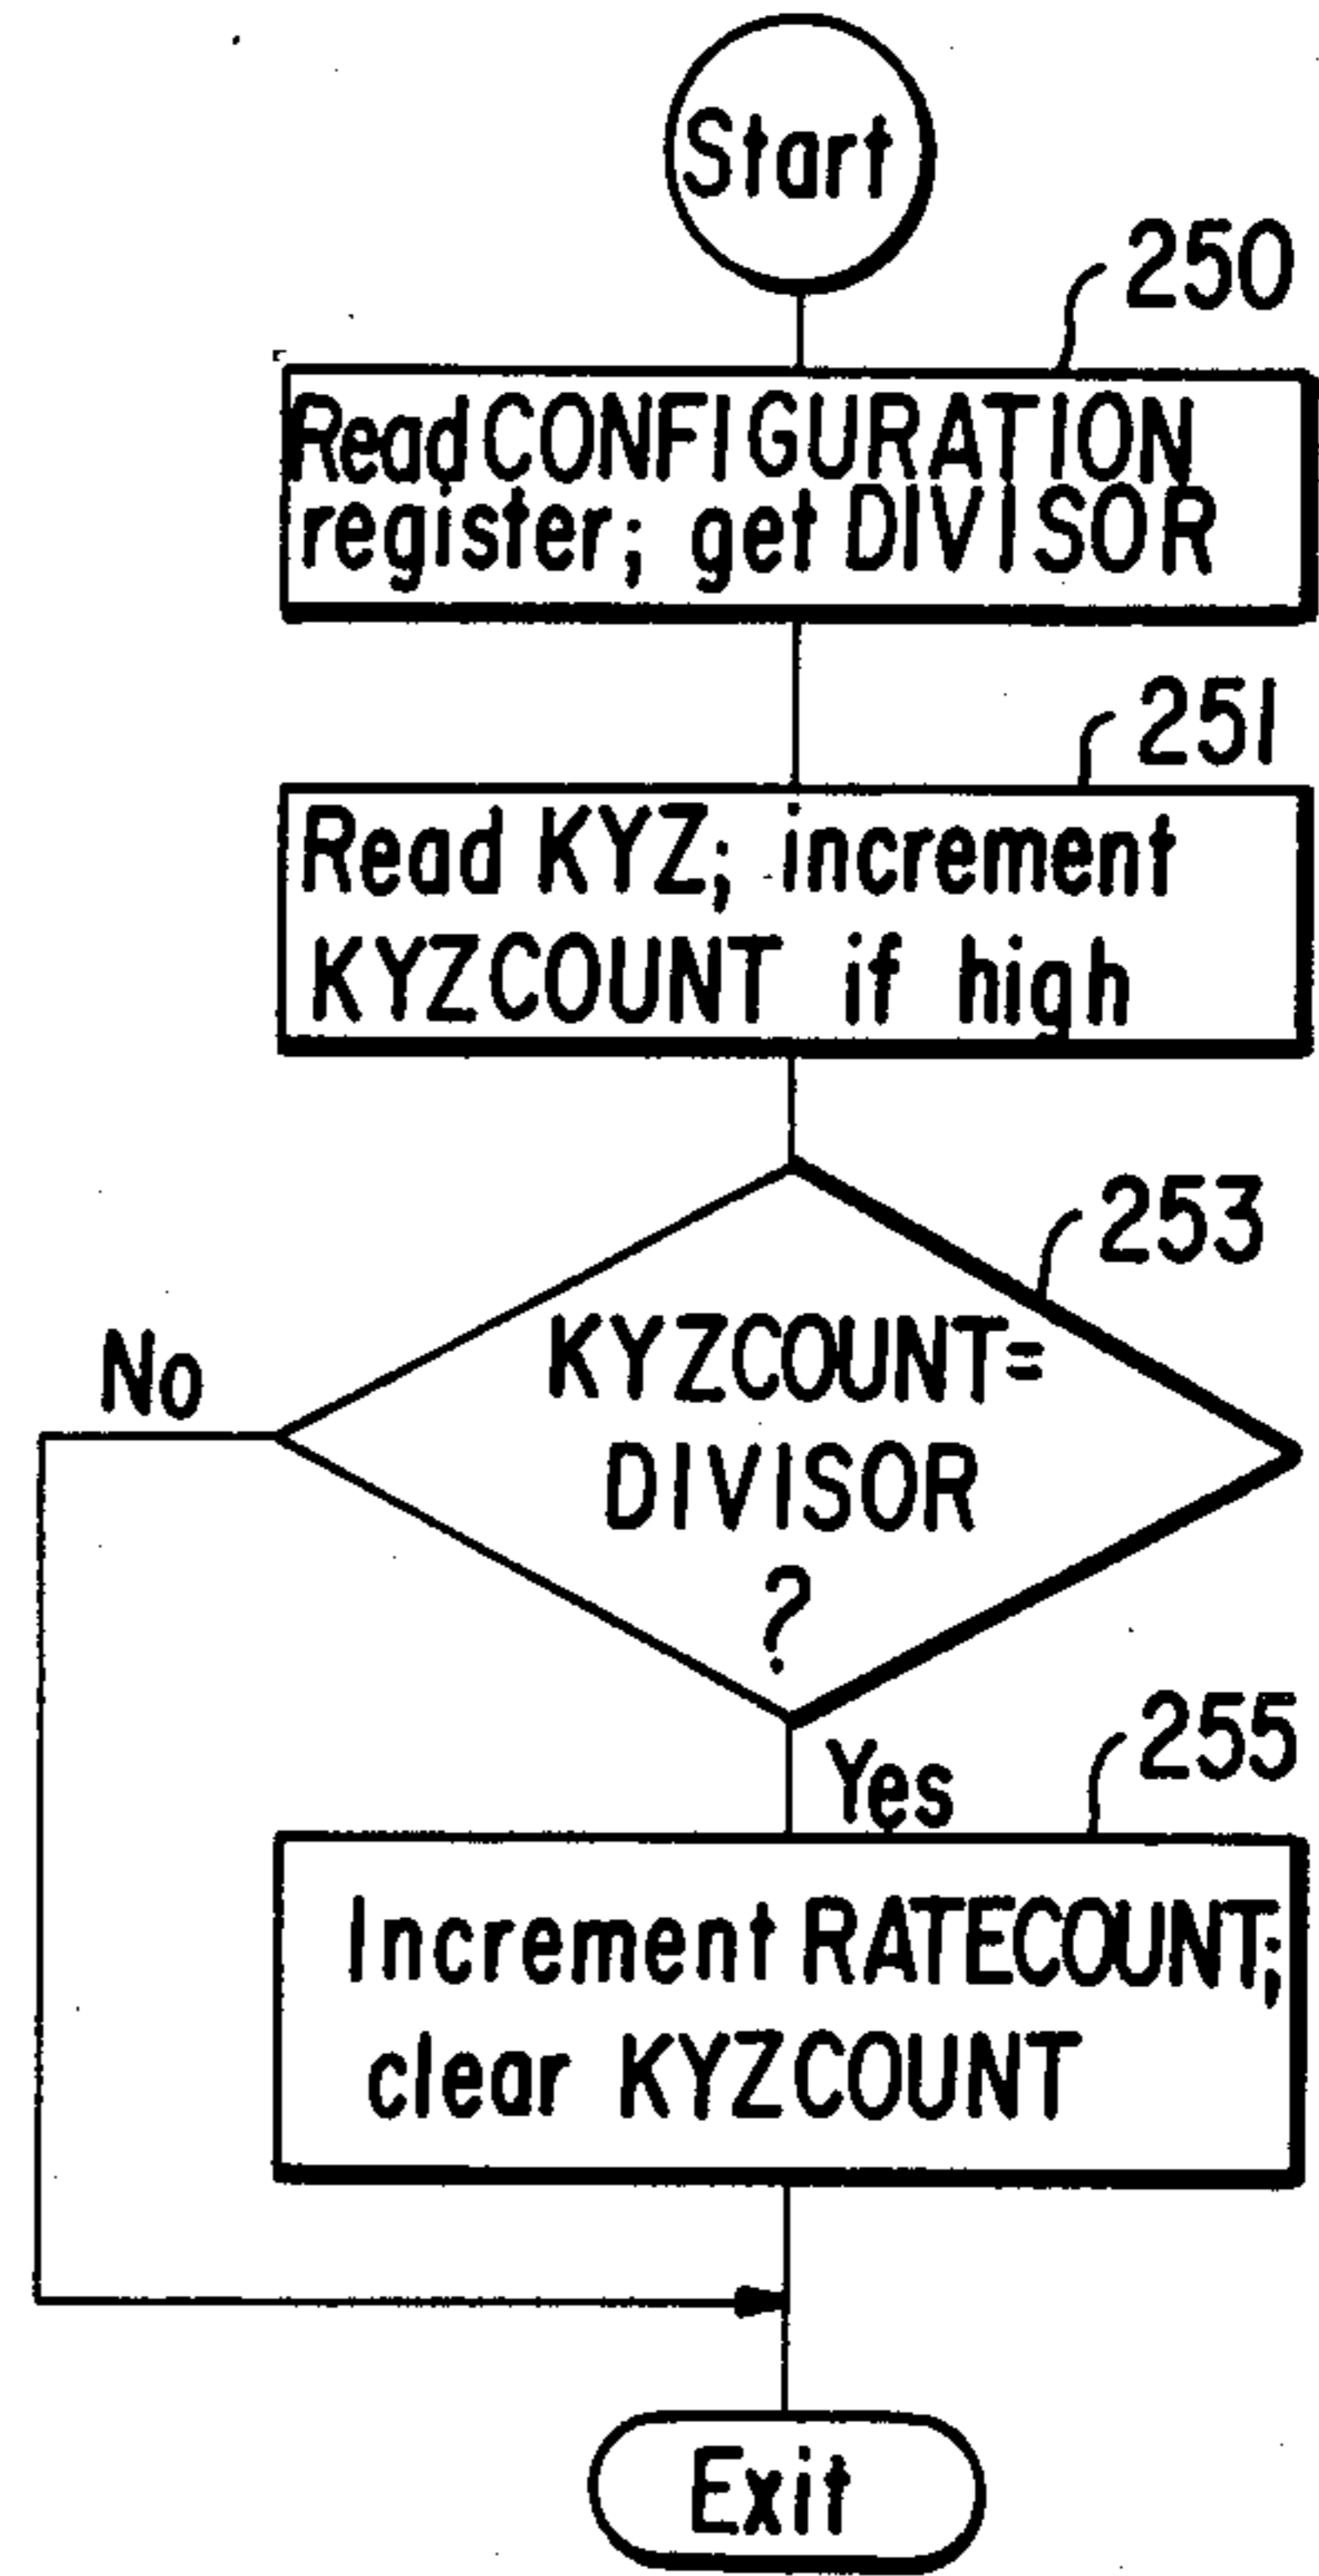 Start
250
Read CONFIGURATION
register; get DIVISOR
251
Read KYZ; increment
KYZCOUNT if high
253
No
KYZCOUNT=
DIVISOR
?
Yes
255
Increment RATECOUNT;
clear KYZCOUNT
Exit